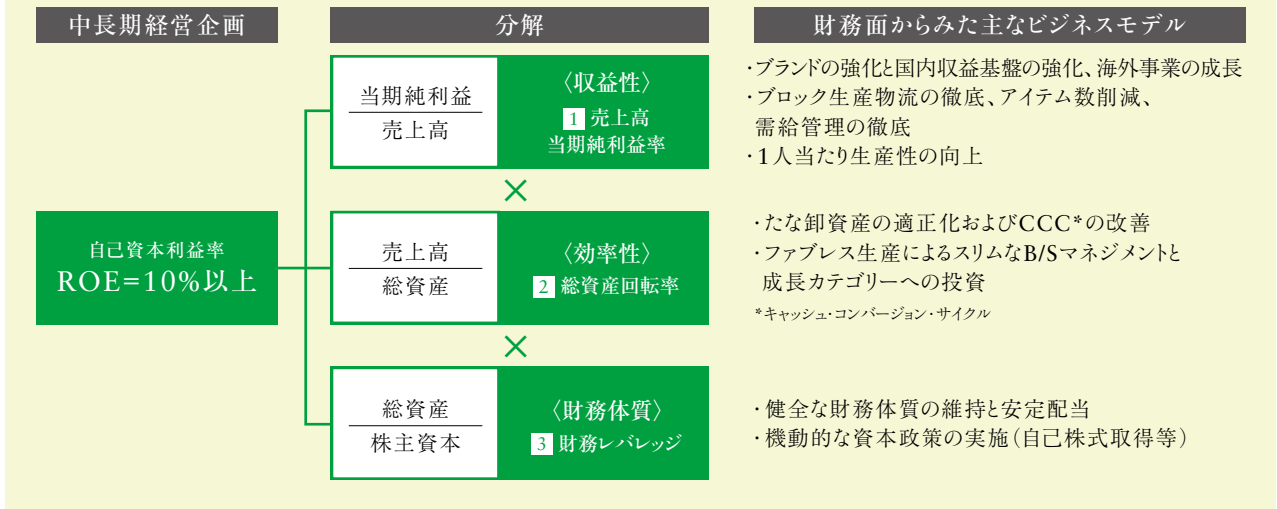 中長期経営企画
分解
財務面からみた主なビジネスモデル
自己資本利益率
ROE=10%以上
当期純利益
売上高
〈収益性〉
1 売上高
当期純利益率
・ブランドの強化と国内収益基盤の強化、海外事業の成長
・ブロック生産物流の徹底、アイテム数削減、
需給管理の徹底
・1人当たり生産性の向上
×
売上高
総資産
〈効率性〉
2 総資産回転率
・たな卸資産の適正化およびCCC*の改善
・ファブレス生産によるスリムなB/Sマネジメントと
成長カテゴリーへの投資
*キャッシュ・コンバージョン・サイクル
×
総資産
株主資本
〈財務体質〉
3 財務レバレッジ
・健全な財務体質の維持と安定配当
・機動的な資本政策の実施(自己株式取得等)